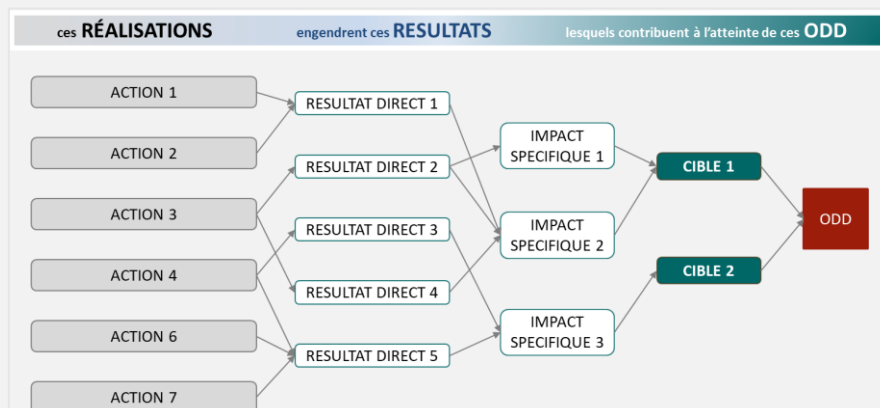 ces RÉALISATIONS
engendrent ces RESULTATS
lesquels contribuent à l'atteinte de ces ODD
ACTION 1
ACTION 2
ACTION 3
ACTION 4
ACTION 6
ACTION 7
RESULTAT DIRECT 1
RESULTAT DIRECT 2
RESULTAT DIRECT 3
RESULTAT DIRECT 4
RESULTAT DIRECT 5
IMPACT
SPECIFIQUE 1
IMPACT
SPECIFIQUE 2
IMPACT
SPECIFIQUE 3
CIBLE 1
CIBLE 2
ODD